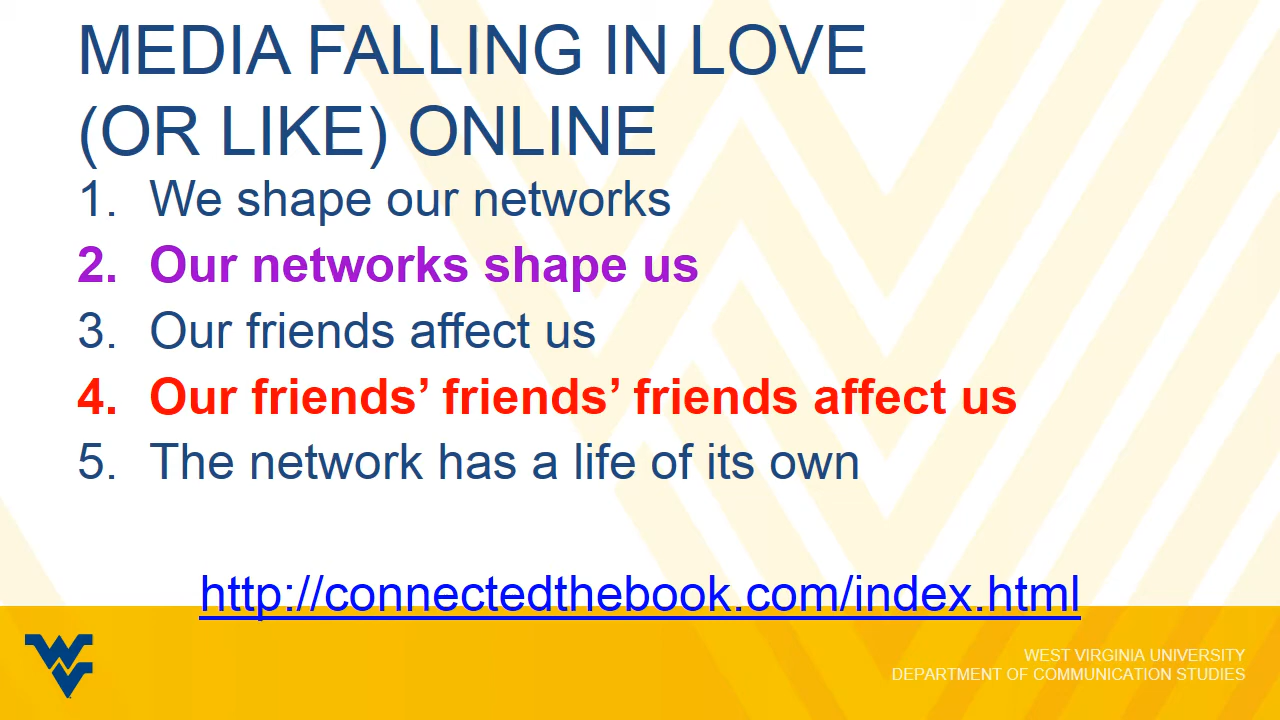 MEDIA FALLING IN LOVE
(OR LIKE) ONLINE
1. We shape our networks
2. Our networks shape us
3. Our friends affect us
4. Our friends’ friends’ friends affect us
5. The network has a life of its own
http://connectedthebook.com/index.html
WEST VIRGINIA UNIVERSITY
DEPARTMENT OF COMMUNICATION STUDIES